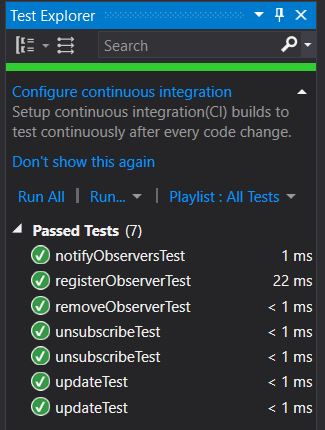 Test Explorer
Search
Configure continuous integration
Setup continuous integration(CI) builds to
test continuously after every code change.
Don't show this again
Run All | Run... | Playlist : All Tests
Passed Tests (7)
notifyObserversTest 1 ms
registerObserverTest 22 ms
removeObserverTest < 1 ms
unsubscribeTest < 1 ms
unsubscribeTest < 1 ms
updateTest < 1 ms
updateTest < 1 ms